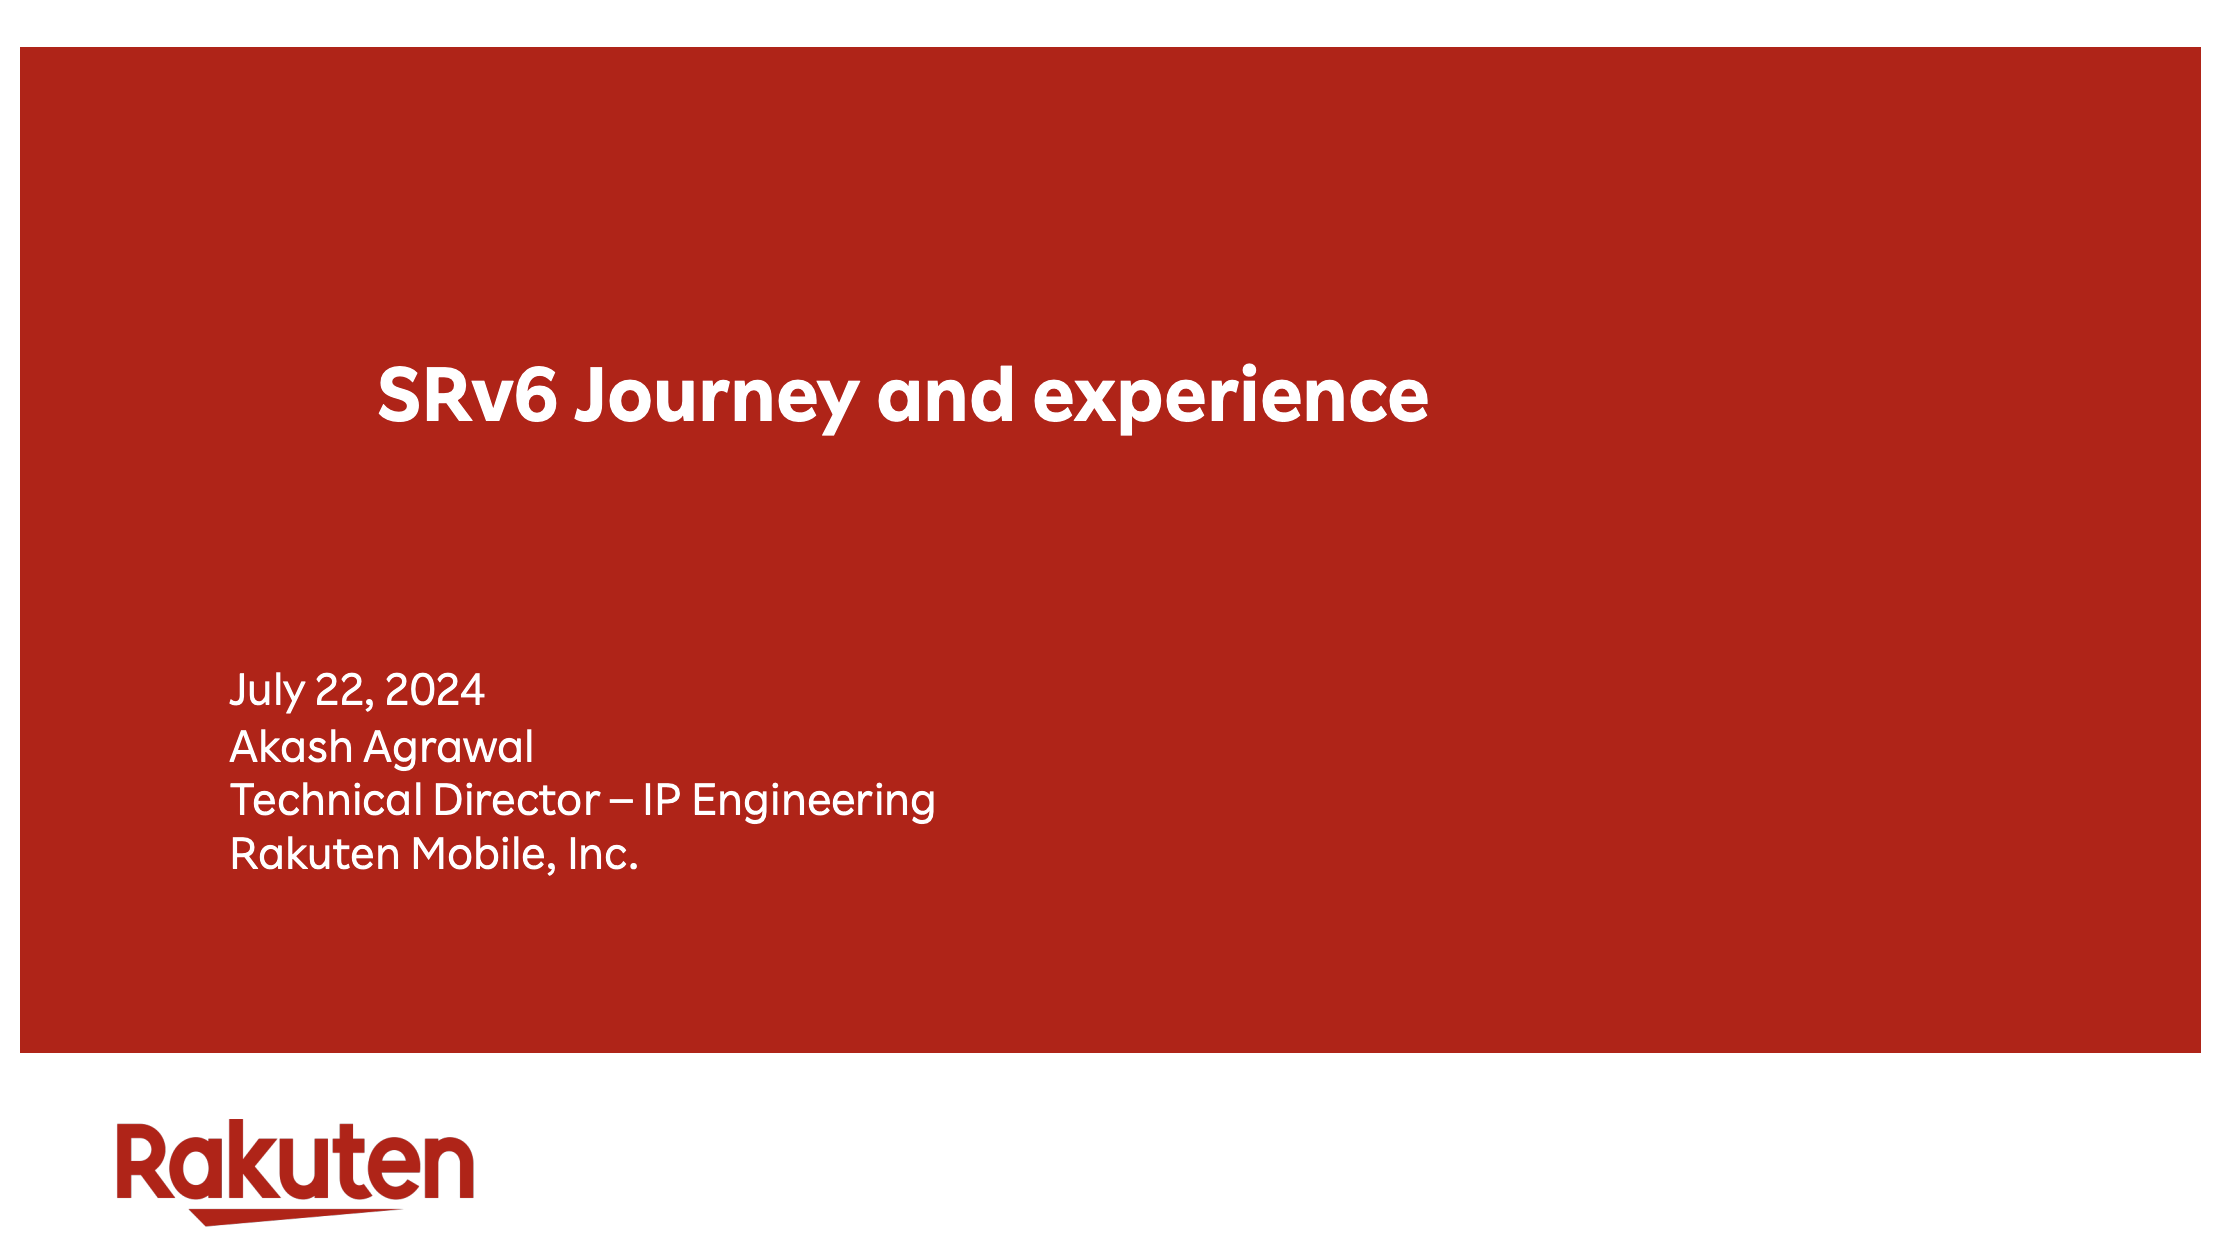 SRv6 Journey and experience
July 22, 2024
Akash Agrawal
Technical Director – IP Engineering
Rakuten Mobile, Inc.
Rakuten